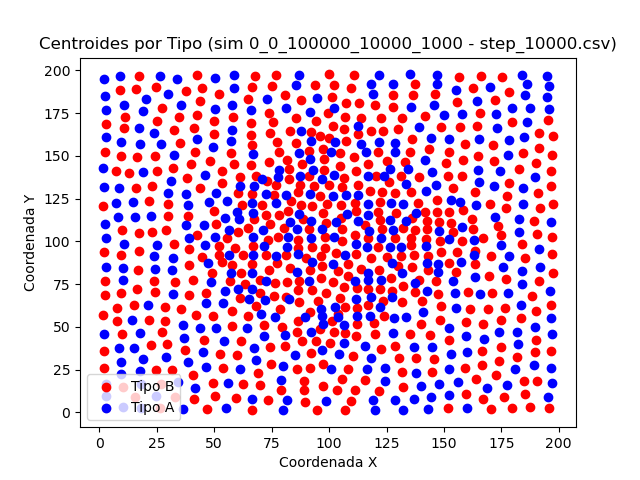 Centroides por Tipo (sim 0_0_100000_10000_1000 - step_10000.csv)
200
175
150
125
100
75
50
25
0
Coordenada Y
Tipo B
Tipo A
0 25 50 75 100 125 150 175 200
Coordenada X